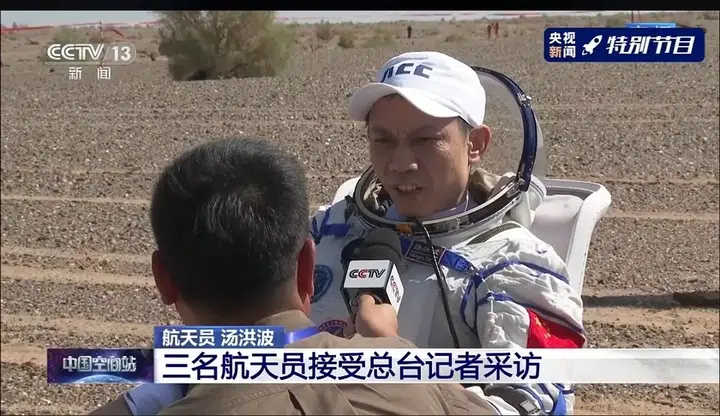 CCTV 13
新闻
央视新闻 特别节目
ACC
CCTV
航天员 汤洪波
中国空间站
三名航天员接受总台记者采访